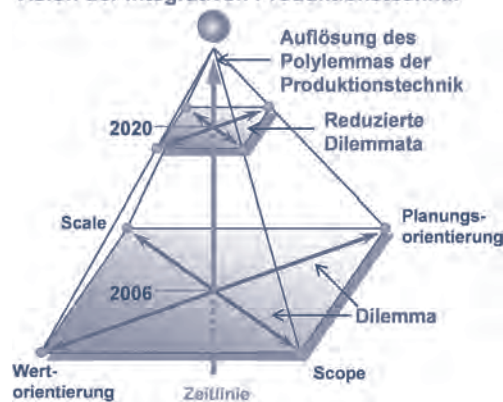 Auflösung des
Polylemmas der
Produktionstechnik
2020
Reduzierte
Dilemmata
Scale
Planungs-
orientierung
2006
Dilemma
Wert-
orientierung
Scope
Zeitlinie